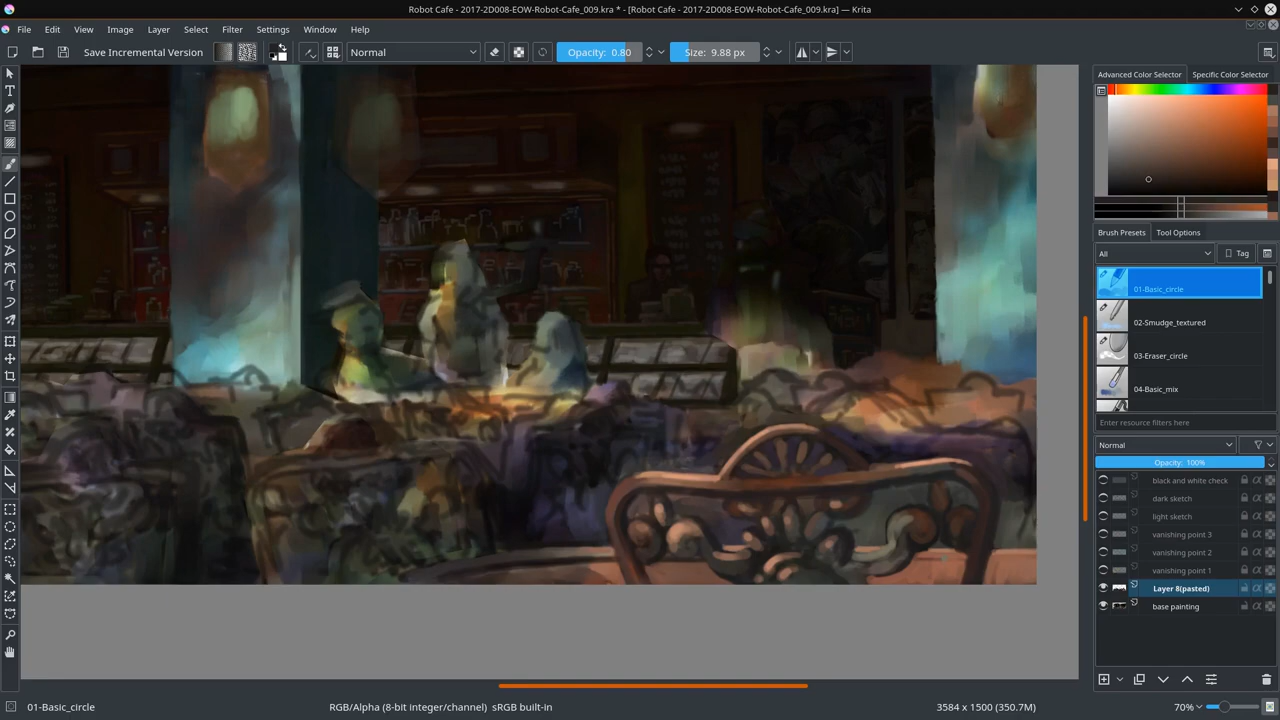 Robot Cafe - 2017-2D008-EOW-Robot-Cafe_009.kra * - [Robot Cafe - 2017-2D008-EOW-Robot-Cafe_009.kra] — Krita
File Edit View Image Layer Select Filter Settings Window Help
Save Incremental Version Normal Opacity: 0.80 Size: 9.88 px
Advanced Color Selector Specific Color Selector
Brush Presets Tool Options
All Tag
01-Basic_circle
02-Smudge_textured
03-Eraser_circle
04-Basic_mix
Enter resource filters here
Normal
Opacity: 100%
black and white check
dark sketch
light sketch
vanishing point 3
vanishing point 2
vanishing point 1
Layer 8(pasted)
base painting
01-Basic_circle RGB/Alpha (8-bit integer/channel) sRGB built-in 3584 x 1500 (350.7M) 70%